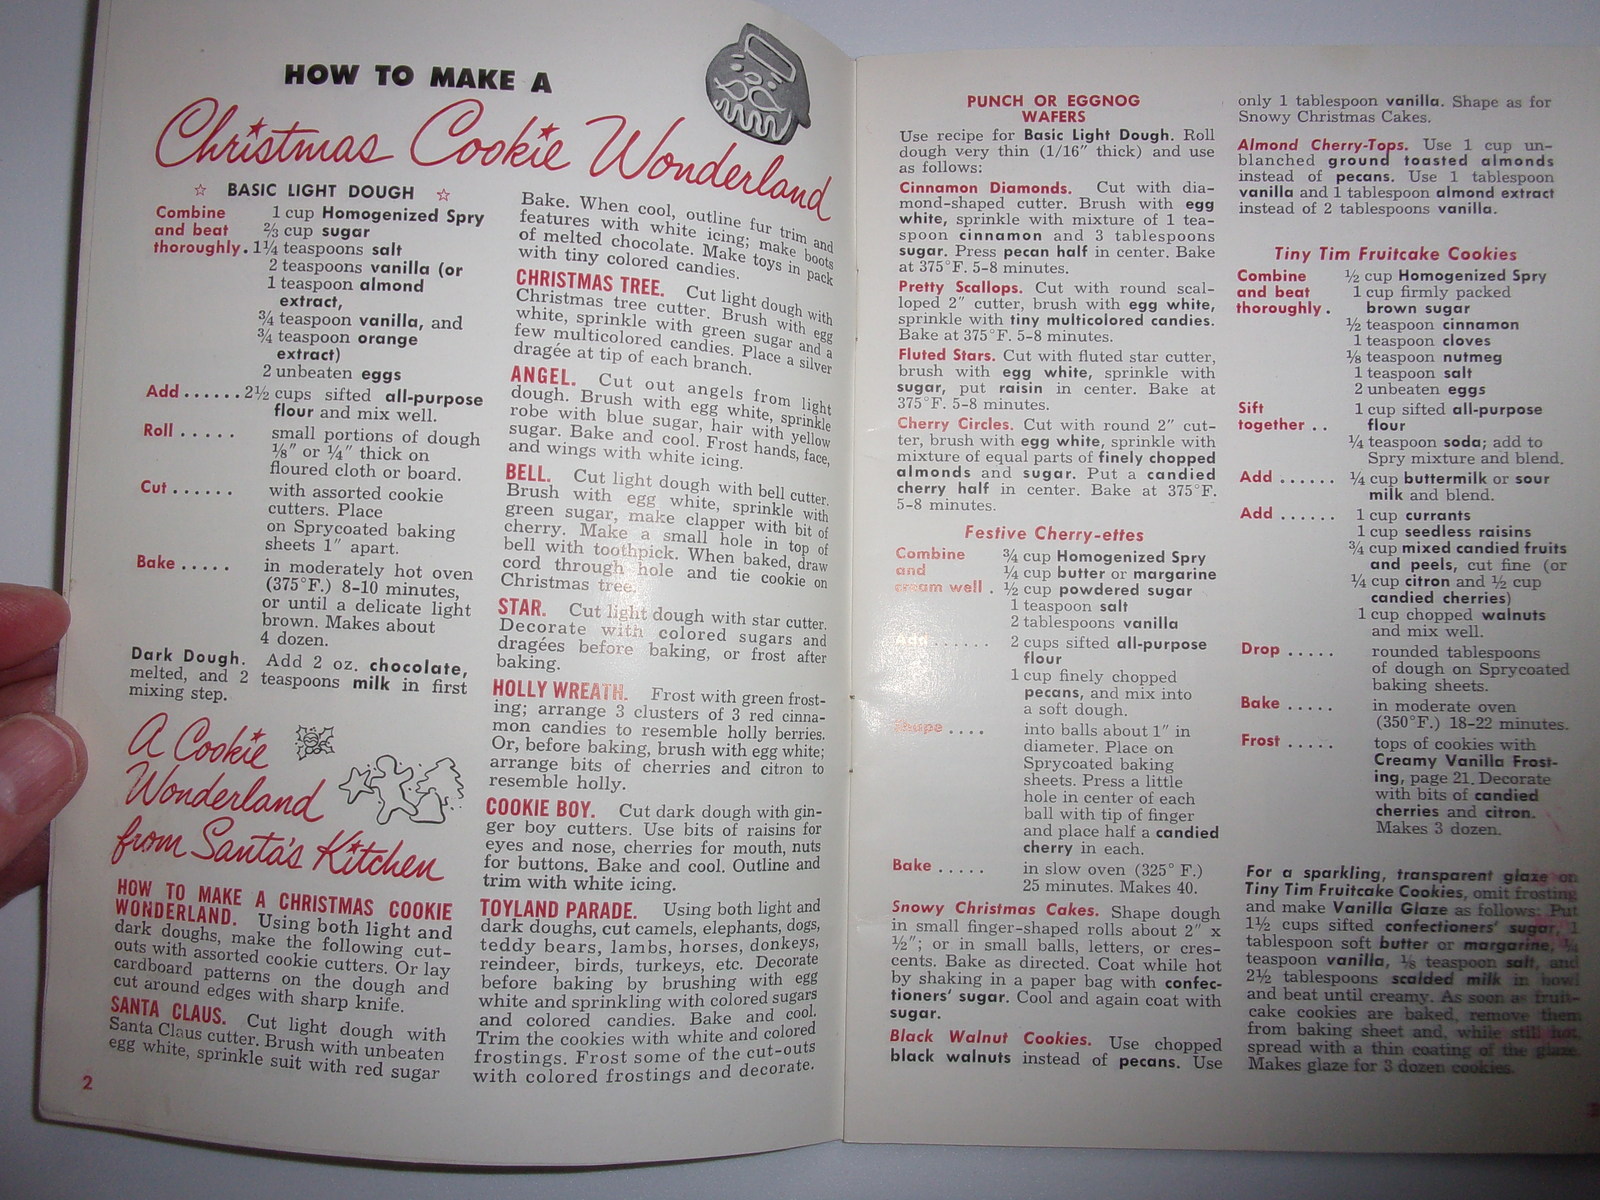 HOW TO MAKE A
Christmas Cookie Wonderland
☆ BASIC LIGHT DOUGH ☆
Combine 1 cup Homogenized Spry
and beat ⅔ cup sugar
thoroughly. 1¼ teaspoons salt
2 teaspoons vanilla (or
1 teaspoon almond
extract,
¾ teaspoon vanilla, and
¾ teaspoon orange
extract)
2 unbeaten eggs
Add ...... 2½ cups sifted all-purpose
flour and mix well.
Roll ..... small portions of dough
⅛" or ¼" thick on
floured cloth or board.
Cut ...... with assorted cookie
cutters. Place
on Sprycoated baking
sheets 1" apart.
Bake ..... in moderately hot oven
(375°F.) 8-10 minutes,
or until a delicate light
brown. Makes about
4 dozen.
Dark Dough. Add 2 oz. chocolate,
melted, and 2 teaspoons milk in first
mixing step.
A Cookie
Wonderland
from Santa's Kitchen
HOW TO MAKE A CHRISTMAS COOKIE
WONDERLAND. Using both light and
dark doughs, make the following cut-
outs with assorted cookie cutters. Or lay
cardboard patterns on the dough and
cut around edges with sharp knife.
SANTA CLAUS. Cut light dough with
Santa Claus cutter. Brush with unbeaten
egg white, sprinkle suit with red sugar
2
Bake. When cool, outline fur trim and
features with white icing; make boots
of melted chocolate. Make toys in pack
with tiny colored candies.
CHRISTMAS TREE. Cut light dough with
Christmas tree cutter. Brush with egg
white, sprinkle with green sugar and a
few multicolored candies. Place a silver
dragée at tip of each branch.
ANGEL. Cut out angels from light
dough. Brush with egg white, sprinkle
robe with blue sugar, hair with yellow
sugar. Bake and cool. Frost hands, face,
and wings with white icing.
BELL. Cut light dough with bell cutter.
Brush with egg white, sprinkle with
green sugar, make clapper with bit of
cherry. Make a small hole in top of
bell with toothpick. When baked, draw
cord through hole and tie cookie on
Christmas tree.
STAR. Cut light dough with star cutter.
Decorate with colored sugars and
dragées before baking, or frost after
baking.
HOLLY WREATH. Frost with green frost-
ing; arrange 3 clusters of 3 red cinna-
mon candies to resemble holly berries.
Or, before baking, brush with egg white;
arrange bits of cherries and citron to
resemble holly.
COOKIE BOY. Cut dark dough with gin-
ger boy cutters. Use bits of raisins for
eyes and nose, cherries for mouth, nuts
for buttons. Bake and cool. Outline and
trim with white icing.
TOYLAND PARADE. Using both light and
dark doughs, cut camels, elephants, dogs,
teddy bears, lambs, horses, donkeys,
reindeer, birds, turkeys, etc. Decorate
before baking by brushing with egg
white and sprinkling with colored sugars
and colored candies. Bake and cool.
Trim the cookies with white and colored
frostings. Frost some of the cut-outs
with colored frostings and decorate.
PUNCH OR EGGNOG
WAFERS
Use recipe for Basic Light Dough. Roll
dough very thin (1/16" thick) and use
as follows:
Cinnamon Diamonds. Cut with dia-
mond-shaped cutter. Brush with egg
white, sprinkle with mixture of 1 tea-
spoon cinnamon and 3 tablespoons
sugar. Press pecan half in center. Bake
at 375°F. 5-8 minutes.
Pretty Scallops. Cut with round scal-
loped 2" cutter, brush with egg white,
sprinkle with tiny multicolored candies.
Bake at 375°F. 5-8 minutes.
Fluted Stars. Cut with fluted star cutter,
brush with egg white, sprinkle with
sugar, put raisin in center. Bake at
375°F. 5-8 minutes.
Cherry Circles. Cut with round 2" cut-
ter, brush with egg white, sprinkle with
mixture of equal parts of finely chopped
almonds and sugar. Put a candied
cherry half in center. Bake at 375°F.
5-8 minutes.
Festive Cherry-ettes
Combine ¾ cup Homogenized Spry
and ¼ cup butter or margarine
cream well . ½ cup powdered sugar
1 teaspoon salt
2 tablespoons vanilla
Add ...... 2 cups sifted all-purpose
flour
1 cup finely chopped
pecans, and mix into
a soft dough.
Shape .... into balls about 1" in
diameter. Place on
Sprycoated baking
sheets. Press a little
hole in center of each
ball with tip of finger
and place half a candied
cherry in each.
Bake ..... in slow oven (325° F.)
25 minutes. Makes 40.
Snowy Christmas Cakes. Shape dough
in small finger-shaped rolls about 2" x
½"; or in small balls, letters, or cres-
cents. Bake as directed. Coat while hot
by shaking in a paper bag with confec-
tioners' sugar. Cool and again coat with
sugar.
Black Walnut Cookies. Use chopped
black walnuts instead of pecans. Use
only 1 tablespoon vanilla. Shape as for
Snowy Christmas Cakes.
Almond Cherry-Tops. Use 1 cup un-
blanched ground toasted almonds
instead of pecans. Use 1 tablespoon
vanilla and 1 tablespoon almond extract
instead of 2 tablespoons vanilla.
Tiny Tim Fruitcake Cookies
Combine ½ cup Homogenized Spry
and beat 1 cup firmly packed
thoroughly . brown sugar
½ teaspoon cinnamon
1 teaspoon cloves
⅛ teaspoon nutmeg
1 teaspoon salt
2 unbeaten eggs
Sift 1 cup sifted all-purpose
together .. flour
¼ teaspoon soda; add to
Spry mixture and blend.
Add ...... ¼ cup buttermilk or sour
milk and blend.
Add ...... 1 cup currants
1 cup seedless raisins
¾ cup mixed candied fruits
and peels, cut fine (or
¼ cup citron and ½ cup
candied cherries)
1 cup chopped walnuts
and mix well.
Drop ..... rounded tablespoons
of dough on Sprycoated
baking sheets.
Bake ..... in moderate oven
(350°F.) 18-22 minutes.
Frost ..... tops of cookies with
Creamy Vanilla Frost-
ing, page 21. Decorate
with bits of candied
cherries and citron.
Makes 3 dozen.
For a sparkling, transparent glaze on
Tiny Tim Fruitcake Cookies, omit frosting
and make Vanilla Glaze as follows: Put
1½ cups sifted confectioners' sugar, 1
tablespoon soft butter or margarine, ¼
teaspoon vanilla, ⅛ teaspoon salt, and
2½ tablespoons scalded milk in bowl
and beat until creamy. As soon as fruit-
cake cookies are baked, remove them
from baking sheet and, while still hot,
spread with a thin coating of the glaze.
Makes glaze for 3 dozen cookies.